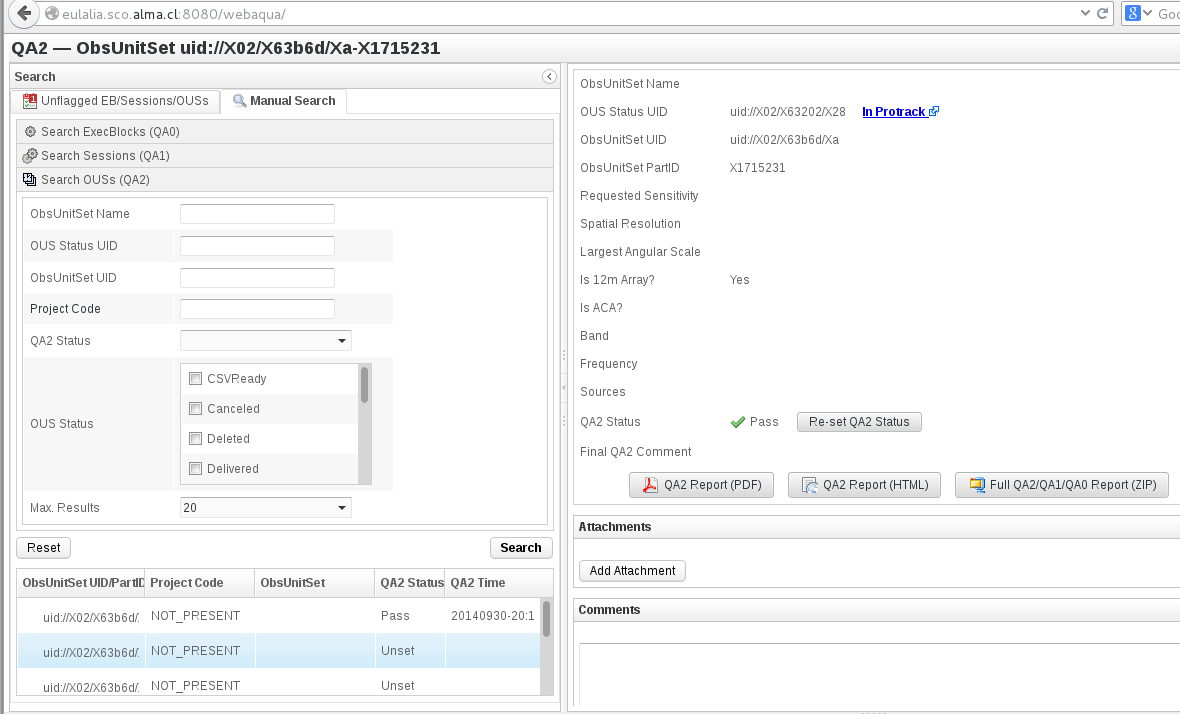 eulalia.sco.alma.cl:8080/webaqua/
8
Goo
QA2 — ObsUnitSet uid://X02/X63b6d/Xa-X1715231
Search
Unflagged EB/Sessions/OUSs
Manual Search
Search ExecBlocks (QA0)
Search Sessions (QA1)
Search OUSs (QA2)
ObsUnitSet Name
OUS Status UID
ObsUnitSet UID
Project Code
QA2 Status
OUS Status
CSVReady
Canceled
Deleted
Delivered
Max. Results
20
Reset
Search
ObsUnitSet UID/PartID Project Code ObsUnitSet QA2 Status QA2 Time
uid://X02/X63b6d/. NOT_PRESENT Pass 20140930-20:1
uid://X02/X63b6d/. NOT_PRESENT Unset
uid://X02/X63b6d/. NOT_PRESENT Unset
ObsUnitSet Name
OUS Status UID uid://X02/X63202/X28 In Protrack
ObsUnitSet UID uid://X02/X63b6d/Xa
ObsUnitSet PartID X1715231
Requested Sensitivity
Spatial Resolution
Largest Angular Scale
Is 12m Array? Yes
Is ACA?
Band
Frequency
Sources
QA2 Status Pass Re-set QA2 Status
Final QA2 Comment
QA2 Report (PDF) QA2 Report (HTML) Full QA2/QA1/QA0 Report (ZIP)
Attachments
Add Attachment
Comments